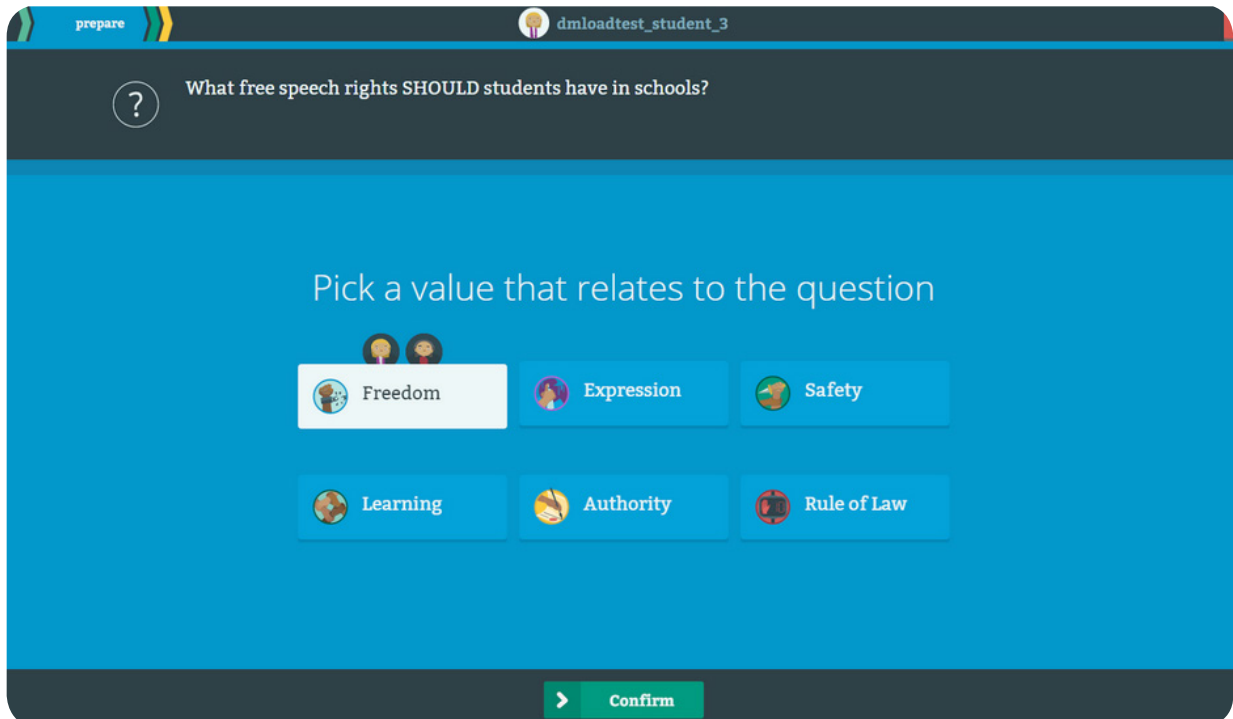 prepare
dmloadtest_student_3
What free speech rights SHOULD students have in schools?
?
Pick a value that relates to the question
Freedom
Expression
Safety
Learning
Authority
Rule of Law
Confirm